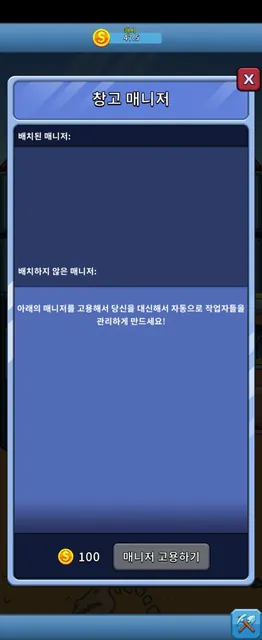 창고 매니저
배치된 매니저:
배치하지 않은 매니저:
아래의 매니저를 고용해서 당신을 대신해서 자동으로 작업자들을
관리하게 만드세요!
100 매니저 고용하기